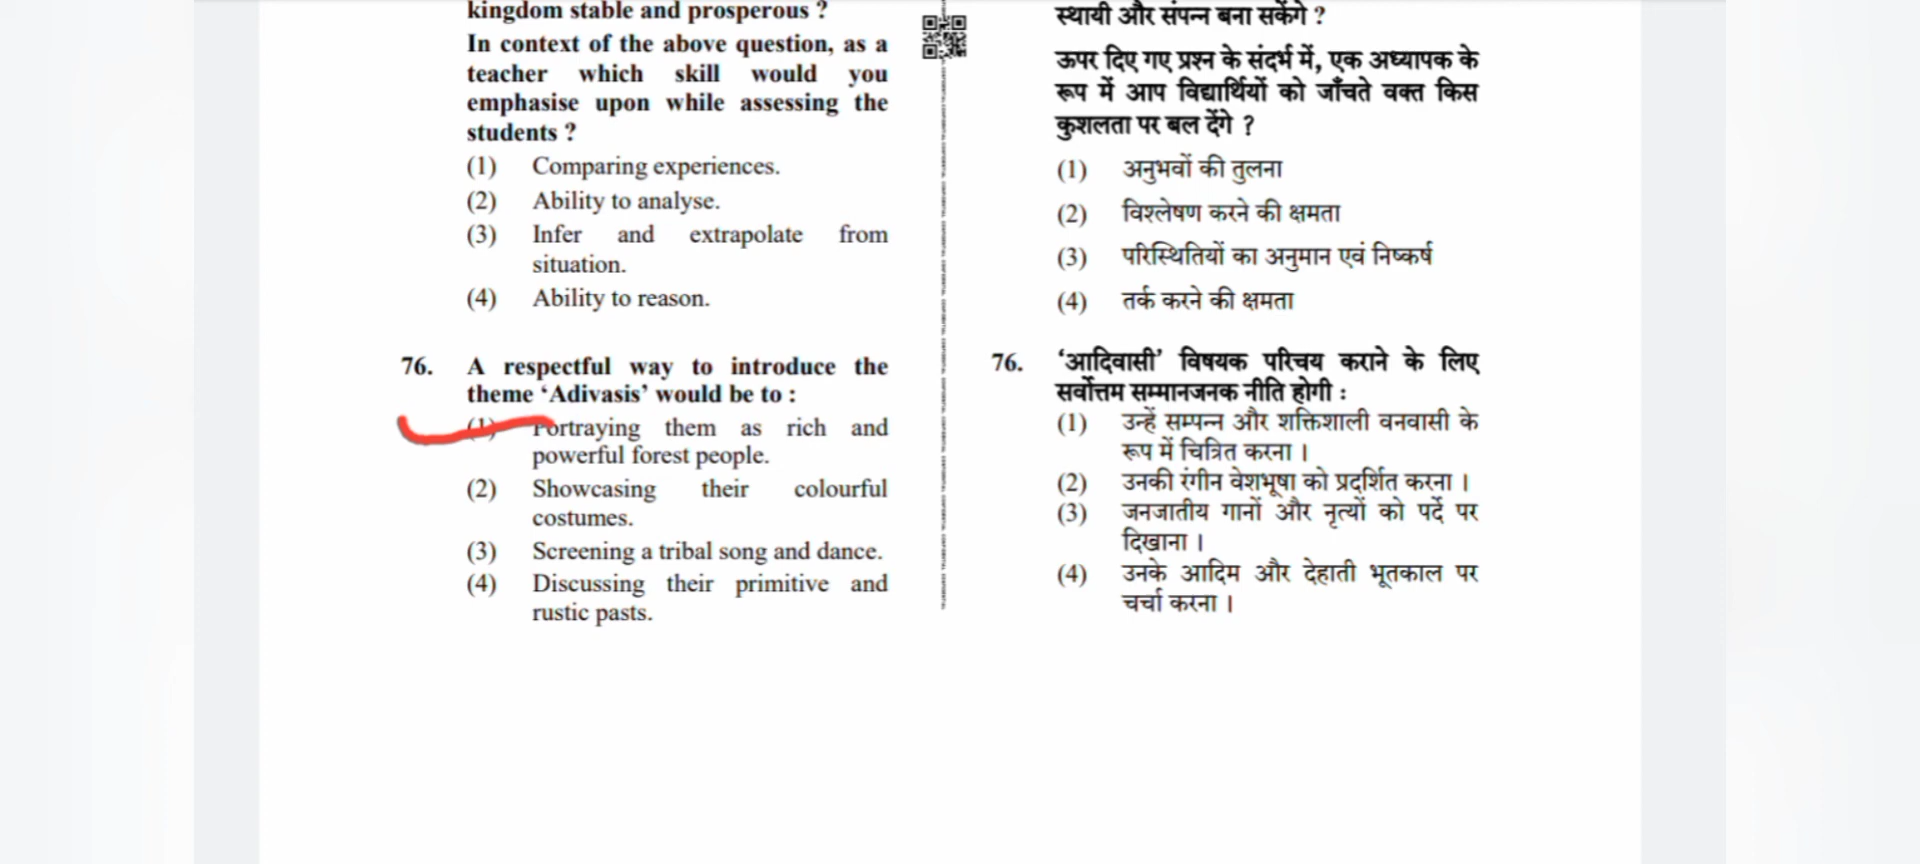 kingdom stable and prosperous ?
In context of the above question, as a
teacher which skill would you
emphasise upon while assessing the
students ?
(1) Comparing experiences.
(2) Ability to analyse.
(3) Infer and extrapolate from
situation.
(4) Ability to reason.
76. A respectful way to introduce the
theme ‘Adivasis’ would be to :
(1) Portraying them as rich and
powerful forest people.
(2) Showcasing their colourful
costumes.
(3) Screening a tribal song and dance.
(4) Discussing their primitive and
rustic pasts.
स्थायी और संपन्न बना सकेंगे ?
ऊपर दिए गए प्रश्न के संदर्भ में, एक अध्यापक के
रूप में आप विद्यार्थियों को जाँचते वक्त किस
कुशलता पर बल देंगे ?
(1) अनुभवों की तुलना
(2) विश्लेषण करने की क्षमता
(3) परिस्थितियों का अनुमान एवं निष्कर्ष
(4) तर्क करने की क्षमता
76. ‘आदिवासी’ विषयक परिचय कराने के लिए
सर्वोत्तम सम्मानजनक नीति होगी :
(1) उन्हें सम्पन्न और शक्तिशाली वनवासी के
रूप में चित्रित करना ।
(2) उनकी रंगीन वेशभूषा को प्रदर्शित करना ।
(3) जनजातीय गानों और नृत्यों को पर्दे पर
दिखाना ।
(4) उनके आदिम और देहाती भूतकाल पर
चर्चा करना ।